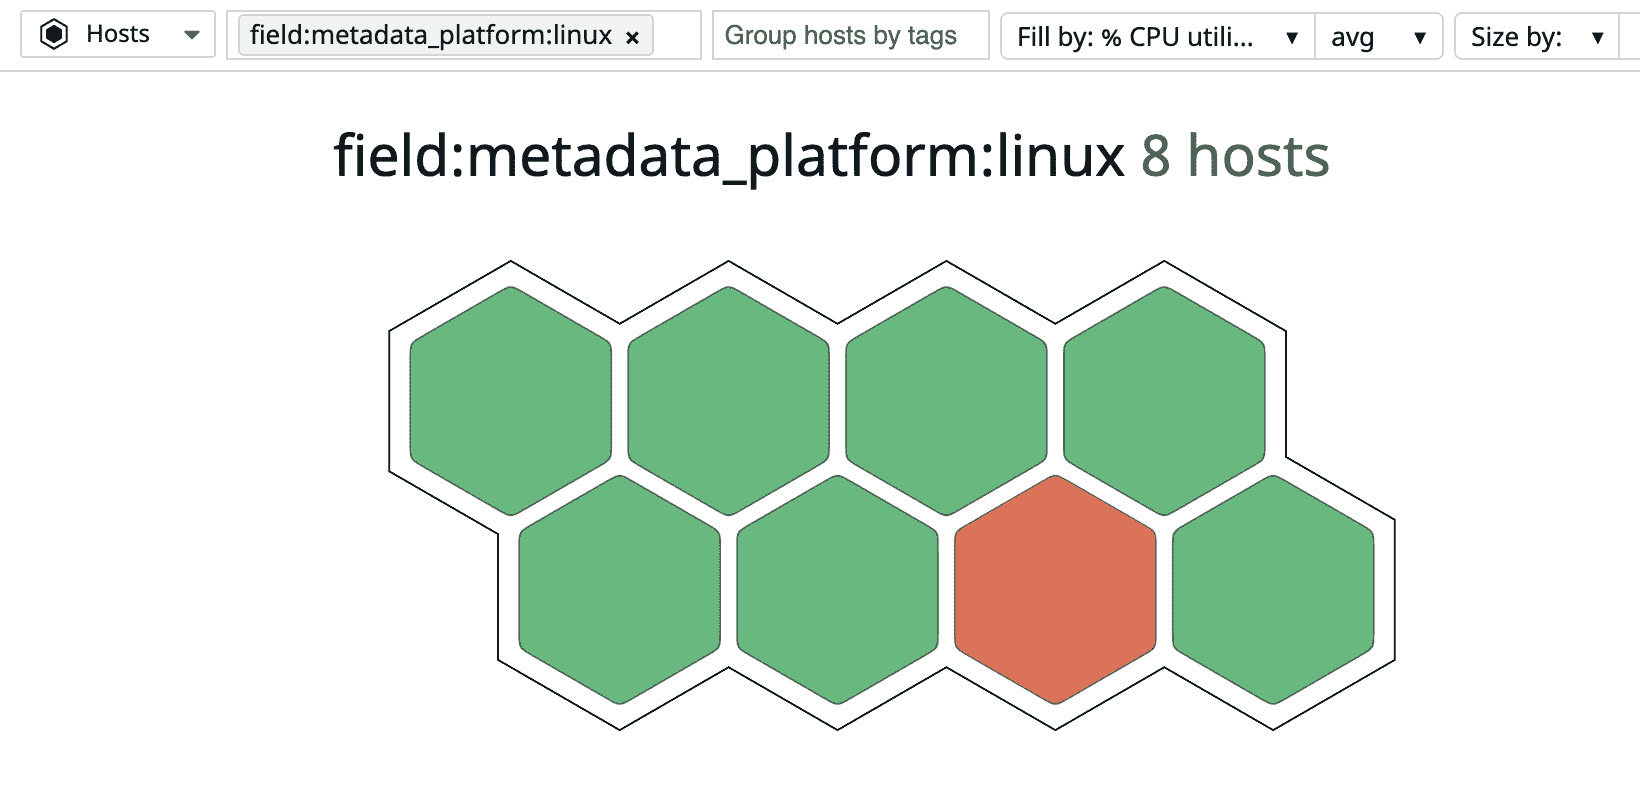 Hosts field:metadata_platform:linux × Group hosts by tags Fill by: % CPU utili... avg Size by:
field:metadata_platform:linux 8 hosts